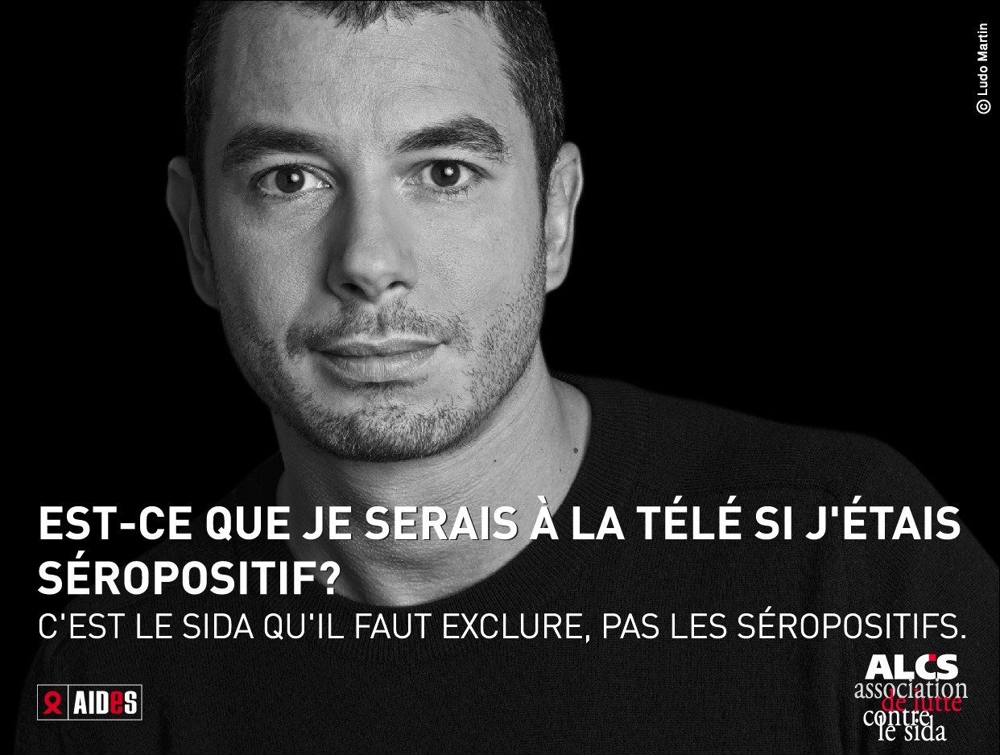 © Ludo Martin
EST-CE QUE JE SERAIS À LA TÉLÉ SI J'ÉTAIS
SÉROPOSITIF?
C'EST LE SIDA QU'IL FAUT EXCLURE, PAS LES SÉROPOSITIFS.
AIDeS
ALCS
association
de lutte
contre
le sida